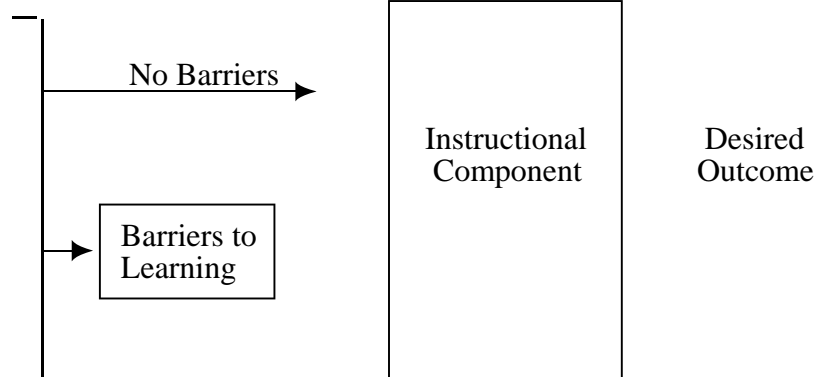 No Barriers
Instructional
Component
Desired
Outcome
Barriers to
Learning